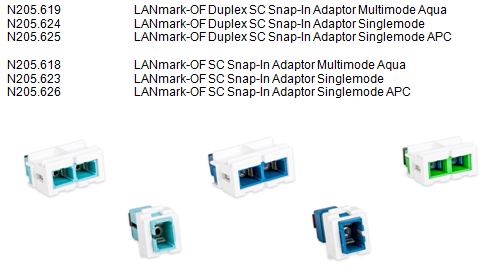 N205.619 LANmark-OF Duplex SC Snap-In Adaptor Multimode Aqua
N205.624 LANmark-OF Duplex SC Snap-In Adaptor Singlemode
N205.625 LANmark-OF Duplex SC Snap-In Adaptor Singlemode APC
N205.618 LANmark-OF SC Snap-In Adaptor Multimode Aqua
N205.623 LANmark-OF SC Snap-In Adaptor Singlemode
N205.626 LANmark-OF SC Snap-In Adaptor Singlemode APC